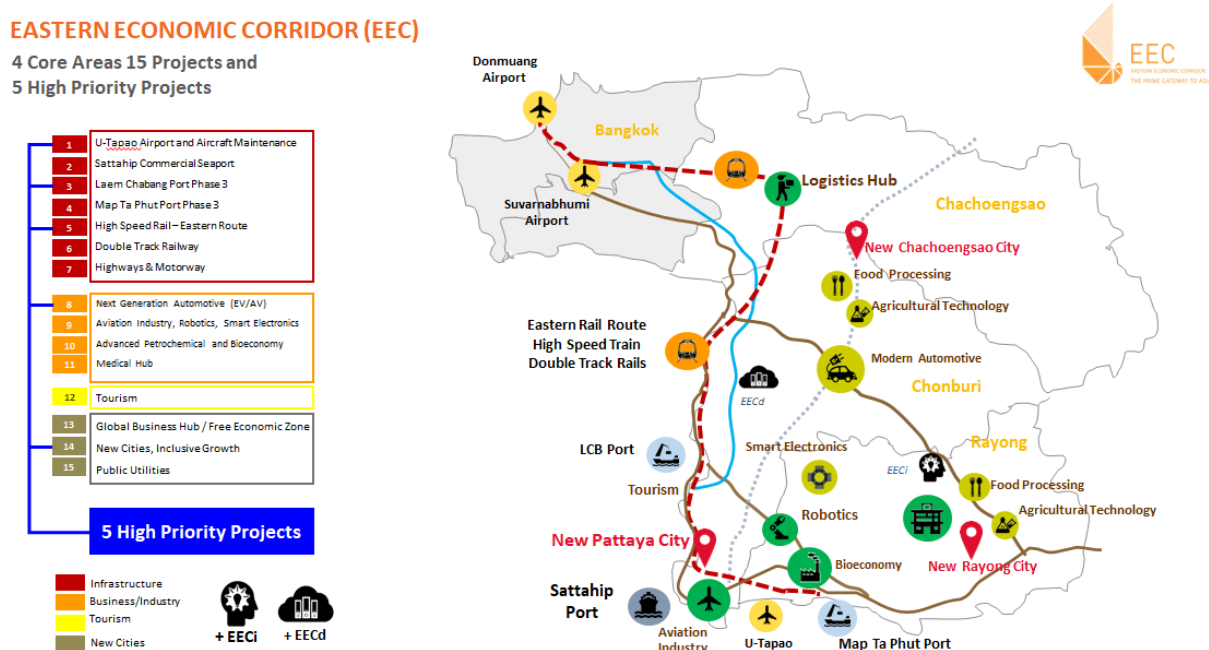 EASTERN ECONOMIC CORRIDOR (EEC)
4 Core Areas 15 Projects and
5 High Priority Projects
EEC
EASTERN ECONOMIC CORRIDOR
THE PRIME GATEWAY TO ASI
1 U-Tapao Airport and Aircraft Maintenance
2 Sattahip Commercial Seaport
3 Laem Chabang Port Phase 3
4 Map Ta Phut Port Phase 3
5 High Speed Rail – Eastern Route
6 Double Track Railway
7 Highways & Motorway
8 Next Generation Automotive (EV/AV)
9 Aviation Industry, Robotics, Smart Electronics
10 Advanced Petrochemical and Bioeconomy
11 Medical Hub
12 Tourism
13 Global Business Hub / Free Economic Zone
14 New Cities, Inclusive Growth
15 Public Utilities
5 High Priority Projects
Infrastructure
Business/Industry
Tourism
New Cities
+ EECi
+ EECd
Donmuang
Airport
Bangkok
Suvarnabhumi
Airport
Logistics Hub
Chachoengsao
New Chachoengsao City
Food Processing
Agricultural Technology
Eastern Rail Route
High Speed Train
Double Track Rails
Modern Automotive
Chonburi
EECd
Rayong
LCB Port
Smart Electronics
EECi
Tourism
Food Processing
Robotics
Agricultural Technology
New Pattaya City
Bioeconomy
New Rayong City
Sattahip
Port
Aviation
Industry
U-Tapao
Map Ta Phut Port